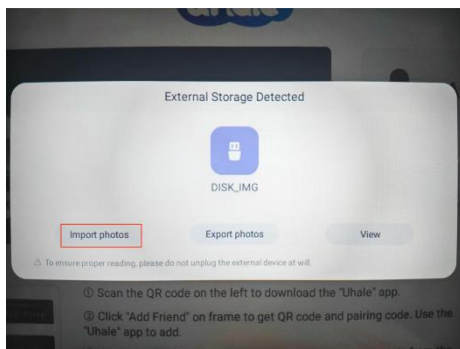 uhale
External Storage Detected
DISK_IMG
Import photos
Export photos
View
⚠ To ensure proper reading, please do not unplug the external device at will.
① Scan the QR code on the left to download the "Uhale" app.
② Click "Add Friend" on frame to get QR code and pairing code. Use the
"Uhale" app to add.